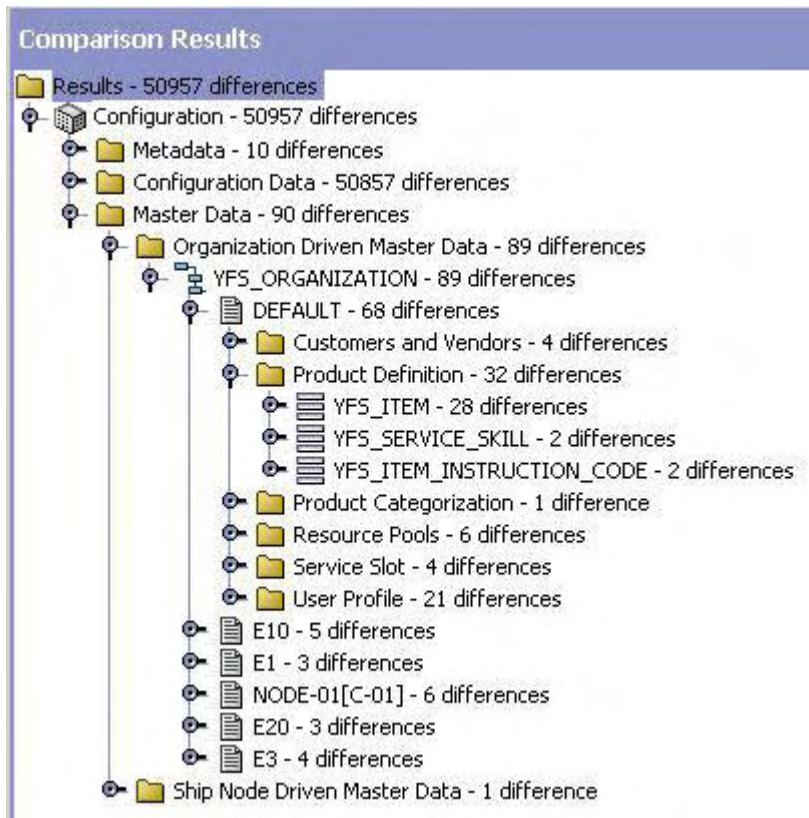 Comparison Results
Results - 50957 differences
Configuration - 50957 differences
Metadata - 10 differences
Configuration Data - 50857 differences
Master Data - 90 differences
Organization Driven Master Data - 89 differences
YFS_ORGANIZATION - 89 differences
DEFAULT - 68 differences
Customers and Vendors - 4 differences
Product Definition - 32 differences
YFS_ITEM - 28 differences
YFS_SERVICE_SKILL - 2 differences
YFS_ITEM_INSTRUCTION_CODE - 2 differences
Product Categorization - 1 difference
Resource Pools - 6 differences
Service Slot - 4 differences
User Profile - 21 differences
E10 - 5 differences
E1 - 3 differences
NODE-01[C-01] - 6 differences
E20 - 3 differences
E3 - 4 differences
Ship Node Driven Master Data - 1 difference